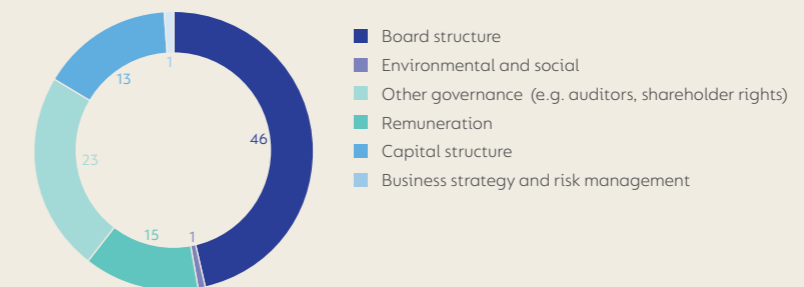 1
13
46
23
15
1
Board structure
Environmental and social
Other governance (e.g. auditors, shareholder rights)
Remuneration
Capital structure
Business strategy and risk management